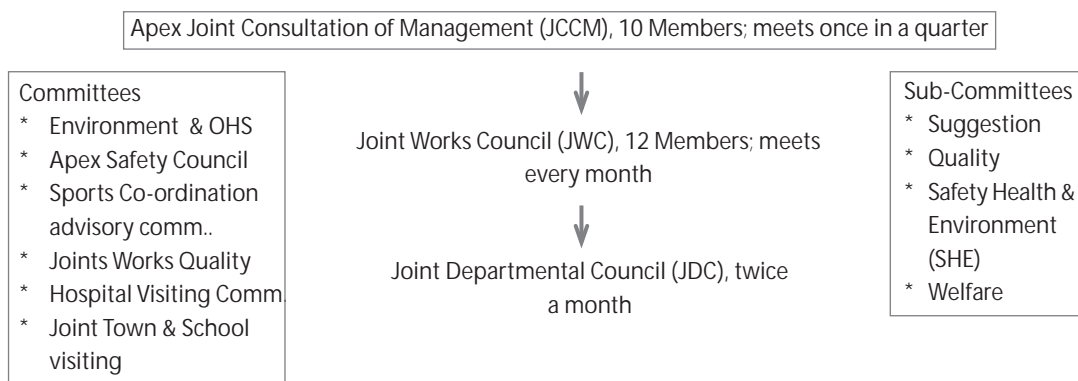 Apex Joint Consultation of Management (JCCM), 10 Members; meets once in a quarter
Committees
* Environment & OHS
* Apex Safety Council
* Sports Co-ordination
advisory comm..
* Joints Works Quality
* Hospital Visiting Comm.
* Joint Town & School
visiting
Joint Works Council (JWC), 12 Members; meets
every month
Joint Departmental Council (JDC), twice
a month
Sub-Committees
* Suggestion
* Quality
* Safety Health &
Environment
(SHE)
* Welfare